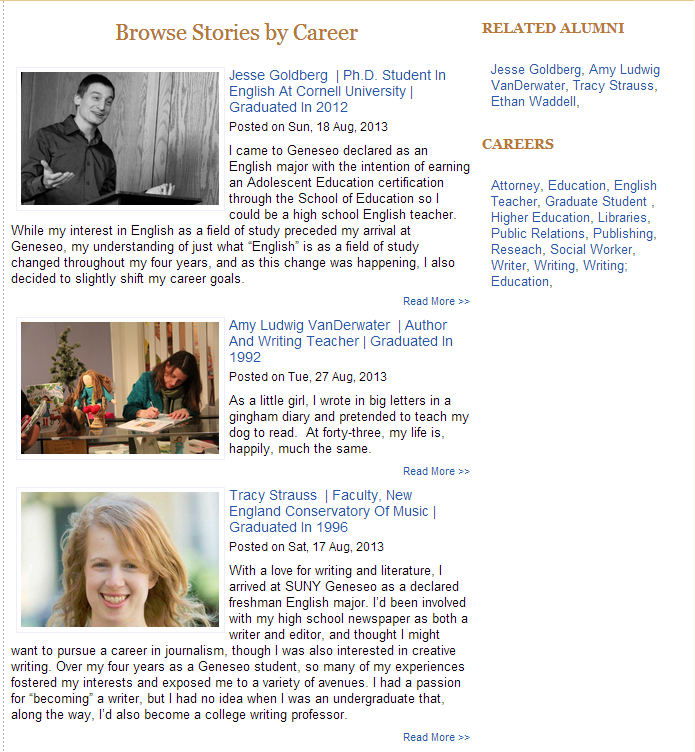 Browse Stories by Career
Jesse Goldberg | Ph.D. Student In
English At Cornell University |
Graduated In 2012
Posted on Sun, 18 Aug, 2013
I came to Geneseo declared as an
English major with the intention of earning
an Adolescent Education certification
through the School of Education so I
could be a high school English teacher.
While my interest in English as a field of study preceded my arrival at
Geneseo, my understanding of just what “English” is as a field of study
changed throughout my four years, and as this change was happening, I also
decided to slightly shift my career goals.
Read More >>
Amy Ludwig VanDerwater | Author
And Writing Teacher | Graduated In
1992
Posted on Tue, 27 Aug, 2013
As a little girl, I wrote in big letters in a
gingham diary and pretended to teach my
dog to read. At forty-three, my life is,
happily, much the same.
Read More >>
Tracy Strauss | Faculty, New
England Conservatory Of Music |
Graduated In 1996
Posted on Sat, 17 Aug, 2013
With a love for writing and literature, I
arrived at SUNY Geneseo as a declared
freshman English major. I’d been involved
with my high school newspaper as both a
writer and editor, and thought I might
want to pursue a career in journalism, though I was also interested in creative
writing. Over my four years as a Geneseo student, so many of my experiences
fostered my interests and exposed me to a variety of avenues. I had a passion
for “becoming” a writer, but I had no idea when I was an undergraduate that,
along the way, I’d also become a college writing professor.
Read More >>
RELATED ALUMNI
Jesse Goldberg, Amy Ludwig
VanDerwater, Tracy Strauss,
Ethan Waddell,
CAREERS
Attorney, Education, English
Teacher, Graduate Student ,
Higher Education, Libraries,
Public Relations, Publishing,
Reseach, Social Worker,
Writer, Writing, Writing;
Education,